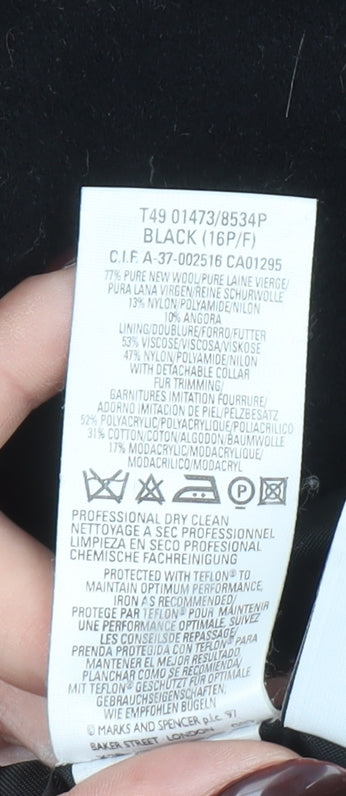 T49 01473/8534P
BLACK (16P/F)
C.I.F. A-37-002516 CA01295
77% PURE NEW WOOL/PURE LAINE VIERGE/
PURA LANA VIRGEN/REINE SCHURWOLLE
13% NYLON/POLYAMIDE/NILON
10% ANGORA
LINING/DOUBLURE/FORRO/FUTTER
53% VISCOSE/VISCOSA/VISKOSE
47% NYLON/POLYAMIDE/NILON
WITH DETACHABLE COLLAR
FUR TRIMMING/
GARNITURES IMITATION FOURRURE/
ADORNO IMITACION DE PIEL/PELZBESATZ
52% POLYACRYLIC/POLYACRYLIQUE/POLIACRILICO
31% COTTON/COTON/ALGODON/BAUMWOLLE
17% MODACRYLIC/MODACRYLIQUE/
MODACRILICO/MODACRYL
P
PROFESSIONAL DRY CLEAN
NETTOYAGE A SEC PROFESSIONNEL
LIMPIEZA EN SECO PROFESIONAL
CHEMISCHE FACHREINIGUNG
PROTECTED WITH TEFLON® TO
MAINTAIN OPTIMUM PERFORMANCE,
IRON AS RECOMMENDED/
PROTEGE PAR TEFLON® POUR MAINTENIR
UNE PERFORMANCE OPTIMALE, SUIVEZ
LES CONSEILS DE REPASSAGE/
PRENDA PROTEGIDA CON TEFLON® PARA
MANTENER EL MEJOR RESULTADO
PLANCHAR COMO SE RECOMIENDA/
MIT TEFLON® GESCHUTZT FUR OPTIMALE
GEBRAUCHSEIGENSCHAFTEN,
WIE EMPFOHLEN BUGELN
© MARKS AND SPENCER p.l.c. 97
BAKER STREET LONDON